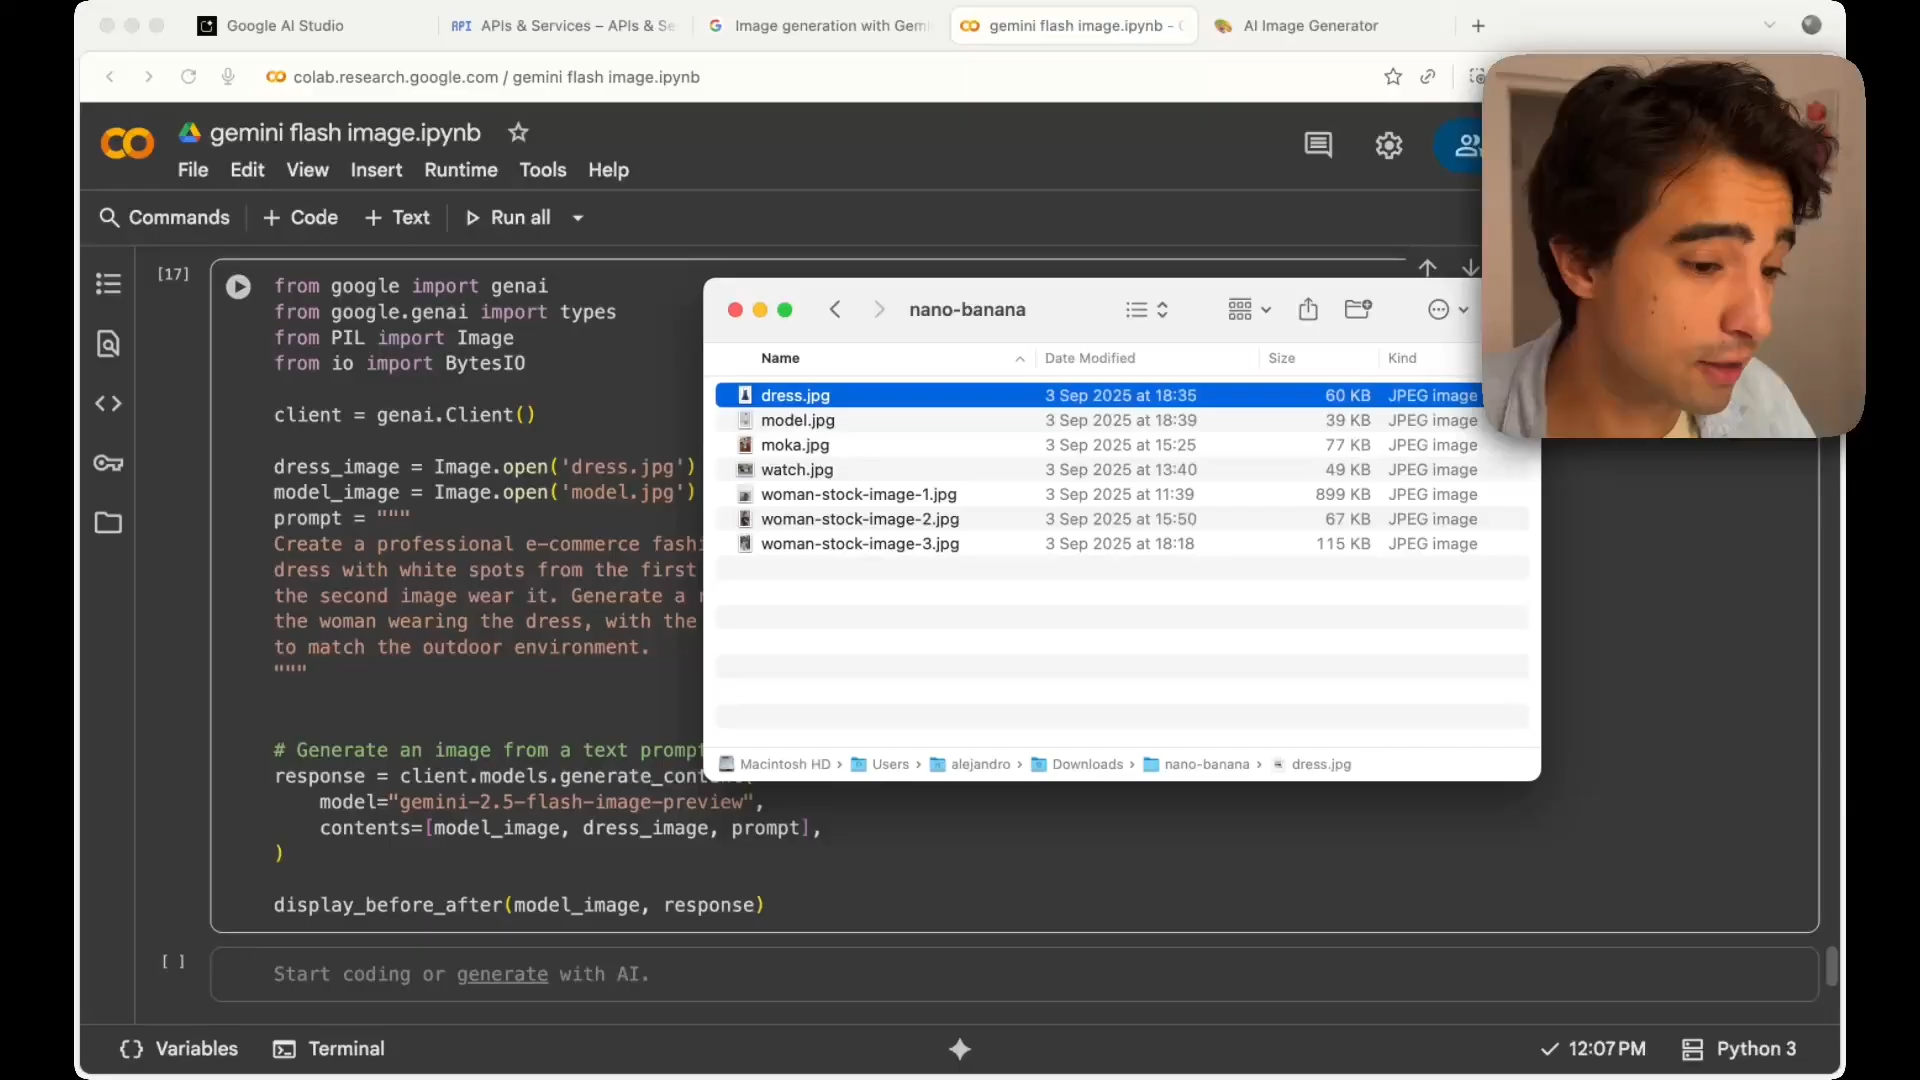 Google AI Studio
API APIs & Services – APIs & Se
Image generation with Gemi
gemini flash image.ipynb - C
AI Image Generator
colab.research.google.com / gemini flash image.ipynb
gemini flash image.ipynb
File Edit View Insert Runtime Tools Help
Commands + Code + Text Run all
[17]
from google import genai
from google.genai import types
from PIL import Image
from io import BytesIO
client = genai.Client()
dress_image = Image.open('dress.jpg')
model_image = Image.open('model.jpg')
prompt = """
Create a professional e-commerce fashi
dress with white spots from the first
the second image wear it. Generate a
the woman wearing the dress, with the
to match the outdoor environment.
"""
# Generate an image from a text prompt
response = client.models.generate_cont
model="gemini-2.5-flash-image-preview",
contents=[model_image, dress_image, prompt],
)
display_before_after(model_image, response)
[ ]
Start coding or generate with AI.
nano-banana
Name Date Modified Size Kind
dress.jpg 3 Sep 2025 at 18:35 60 KB JPEG image
model.jpg 3 Sep 2025 at 18:39 39 KB JPEG image
moka.jpg 3 Sep 2025 at 15:25 77 KB JPEG image
watch.jpg 3 Sep 2025 at 13:40 49 KB JPEG image
woman-stock-image-1.jpg 3 Sep 2025 at 11:39 899 KB JPEG image
woman-stock-image-2.jpg 3 Sep 2025 at 15:50 67 KB JPEG image
woman-stock-image-3.jpg 3 Sep 2025 at 18:18 115 KB JPEG image
Macintosh HD › Users › alejandro › Downloads › nano-banana › dress.jpg
Variables Terminal
12:07 PM Python 3